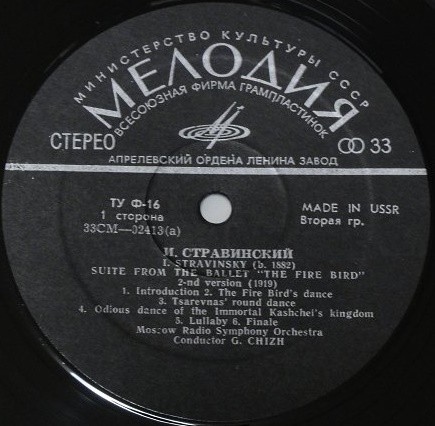 МИНИСТЕРСТВО КУЛЬТУРЫ СССР
МЕЛОДИЯ
ВСЕСОЮЗНАЯ ФИРМА ГРАМПЛАСТИНОК
СТЕРЕО 33
АПРЕЛЕВСКИЙ ОРДЕНА ЛЕНИНА ЗАВОД
ТУ Ф-16 MADE IN USSR
1 сторона Вторая гр.
33СМ—02413(а)
И. СТРАВИНСКИЙ
I. STRAVINSKY (b. 1882)
SUITE FROM THE BALLET "THE FIRE BIRD"
2-nd version (1919)
1. Introduction 2. The Fire Bird's dance
3. Tsarevnas' round dance
4. Odious dance of the Immortal Kashchei's kingdom
5. Lullaby 6. Finale
Moscow Radio Symphony Orchestra
Conductor G. CHIZH